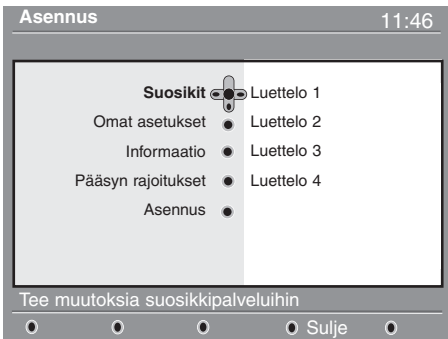 Asennus 11:46
Suosikit Luettelo 1
Omat asetukset Luettelo 2
Informaatio Luettelo 3
Pääsyn rajoitukset Luettelo 4
Asennus
Tee muutoksia suosikkipalveluihin
Sulje